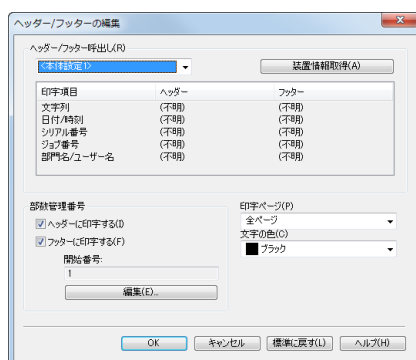 ヘッダー/フッターの編集
ヘッダー/フッター呼出し(R)
<本体設定1>
装置情報取得(A)
印字項目 ヘッダー フッター
文字列 (不明) (不明)
日付/時刻 (不明) (不明)
シリアル番号 (不明) (不明)
ジョブ番号 (不明) (不明)
部門名/ユーザー名 (不明) (不明)
部数管理番号
ヘッダーに印字する(I)
フッターに印字する(F)
開始番号:
1
編集(E)...
印字ページ(P)
全ページ
文字の色(C)
ブラック
OK キャンセル 標準に戻す(L) ヘルプ(H)